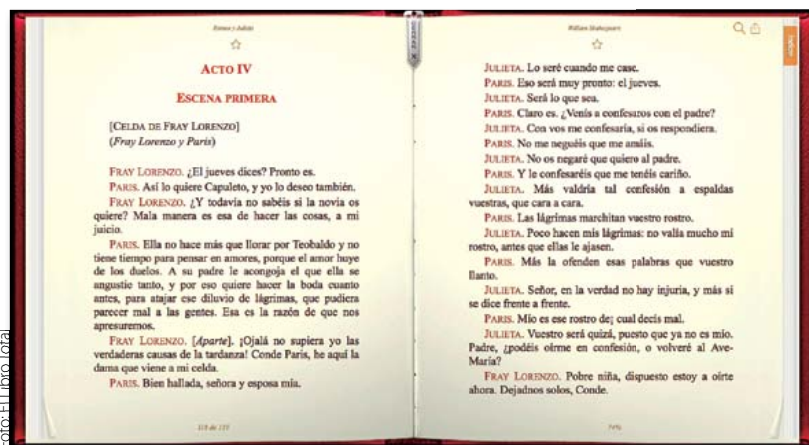 Romeo y Julieta
ACTO IV
ESCENA PRIMERA
[CELDA DE FRAY LORENZO]
(Fray Lorenzo y Paris)
FRAY LORENZO. ¿El jueves dices? Pronto es.
PARIS. Así lo quiere Capuleto, y yo lo deseo también.
FRAY LORENZO. ¿Y todavía no sabéis si la novia os
quiere? Mala manera es esa de hacer las cosas, a mi
juicio.
PARIS. Ella no hace más que llorar por Teobaldo y no
tiene tiempo para pensar en amores, porque el amor huye
de los duelos. A su padre le acongoja el que ella se
angustie tanto, y por eso quiere hacer la boda cuanto
antes, para atajar ese diluvio de lágrimas, que pudiera
parecer mal a las gentes. Esa es la razón de que nos
apresuremos.
FRAY LORENZO. [Aparte]. ¡Ojalá no supiera yo las
verdaderas causas de la tardanza! Conde Paris, he aquí la
dama que viene a mi celda.
PARIS. Bien hallada, señora y esposa mía.
William Shakespeare
JULIETA. Lo seré cuando me case.
PARIS. Eso será muy pronto: el jueves.
JULIETA. Será lo que sea.
PARIS. Claro es. ¿Venís a confesaros con el padre?
JULIETA. Con vos me confesaría, si os respondiera.
PARIS. No me neguéis que me amáis.
JULIETA. No os negaré que quiero al padre.
PARIS. Y le confesaréis que me tenéis cariño.
JULIETA. Más valdría tal confesión a espaldas
vuestras, que cara a cara.
PARIS. Las lágrimas marchitan vuestro rostro.
JULIETA. Poco hacen mis lágrimas: no valía mucho mi
rostro, antes que ellas le ajasen.
PARIS. Más la ofenden esas palabras que vuestro
llanto.
JULIETA. Señor, en la verdad no hay injuria, y más si
se dice frente a frente.
PARIS. Mío es ese rostro de; cual decís mal.
JULIETA. Vuestro será quizá, puesto que ya no es mío.
Padre, ¿podéis oírme en confesión, o volveré al Ave-
María?
FRAY LORENZO. Pobre niña, dispuesto estoy a oírte
ahora. Dejadnos solos, Conde.
Foto: El Libro Total